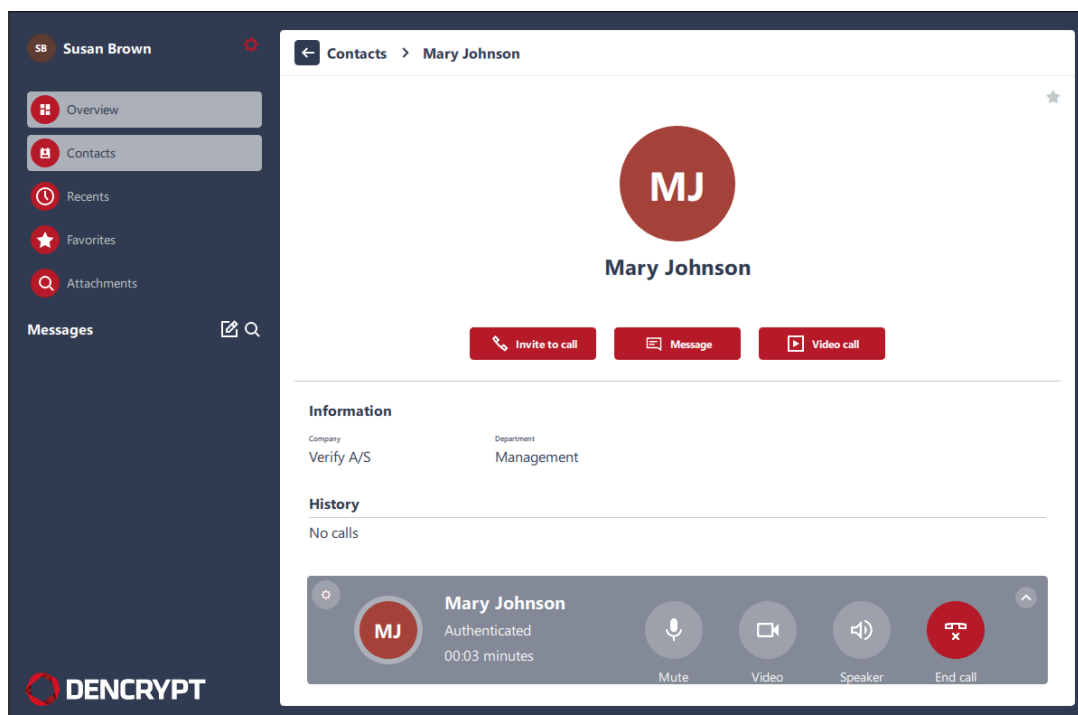 SB Susan Brown
Overview
Contacts
Recents
Favorites
Attachments
Messages
DENCRYPT
Contacts > Mary Johnson
MJ
Mary Johnson
Invite to call Message Video call
Information
Company Department
Verify A/S Management
History
No calls
MJ
Mary Johnson
Authenticated
00:03 minutes
Mute Video Speaker End call